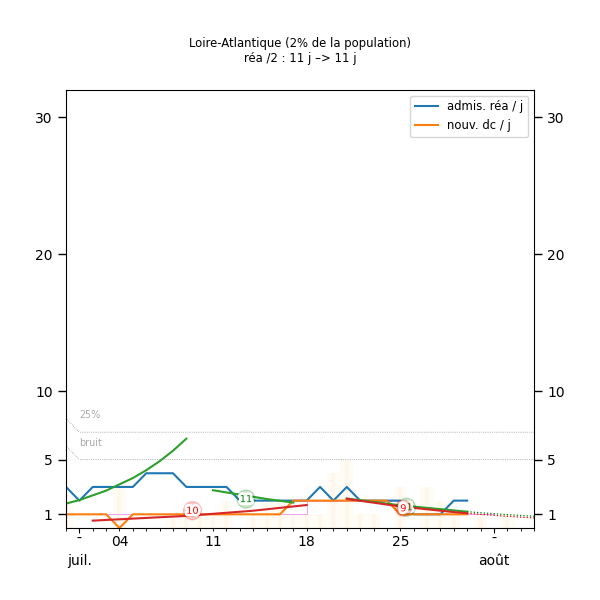 Loire-Atlantique (2% de la population)
réa /2 : 11 j –> 11 j
admis. réa / j
nouv. dc / j
30 30
20 20
10 10
25%
bruit
5 5
11
10
1 1
- 04 11 18 25 -
juil. août